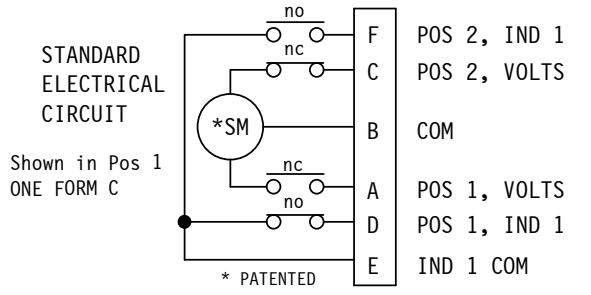 no
F POS 2, IND 1
STANDARD
ELECTRICAL
CIRCUIT
nc
C POS 2, VOLTS
*SM
B COM
Shown in Pos 1
ONE FORM C
nc
A POS 1, VOLTS
no
D POS 1, IND 1
E IND 1 COM
* PATENTED